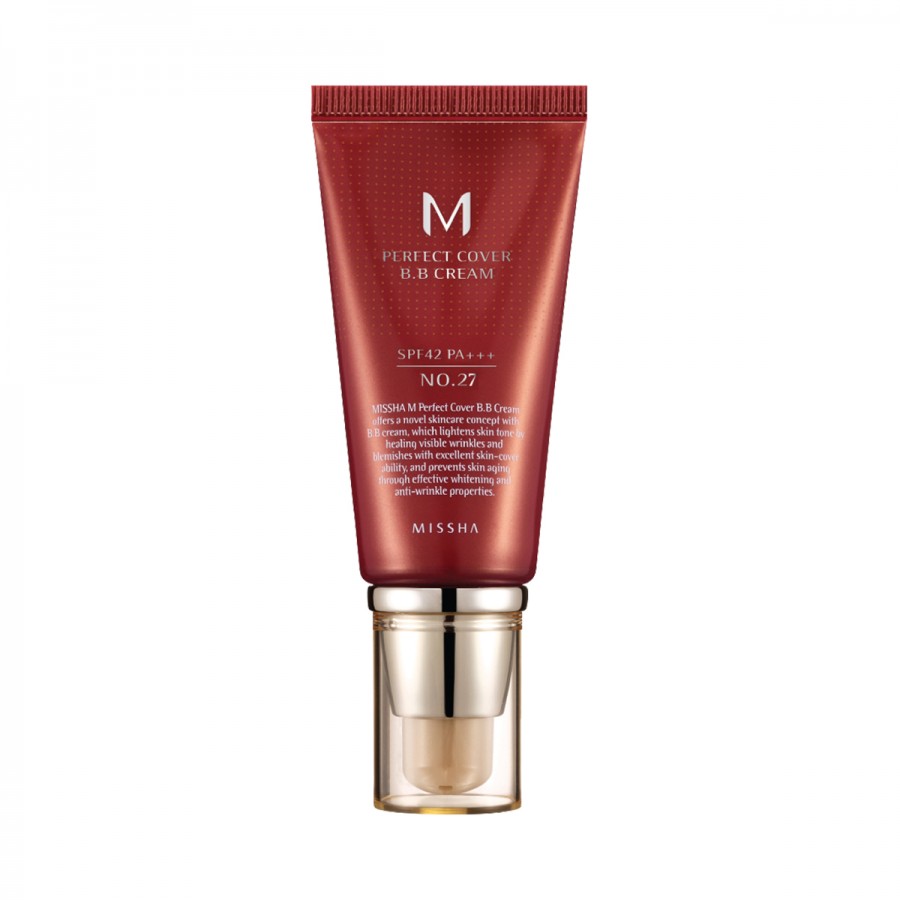 M
PERFECT COVER
B.B CREAM
SPF42 PA+++
NO.27
MISSHA M Perfect Cover B.B Cream
offers a novel skincare concept with
B.B cream, which lightens skin tone by
healing visible wrinkles and
blemishes with excellent skin-cover
ability, and prevents skin aging
through effective whitening and
anti-wrinkle properties.
MISSHA